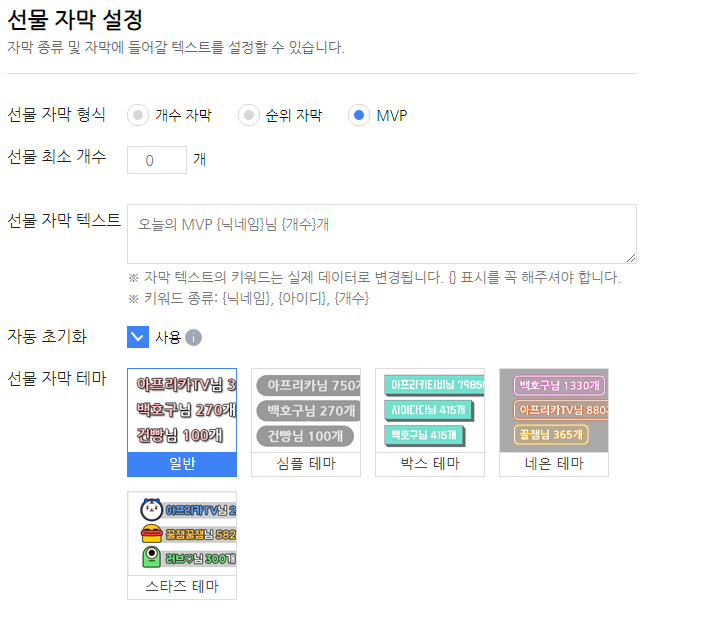 선물 자막 설정
자막 종류 및 자막에 들어갈 텍스트를 설정할 수 있습니다.
선물 자막 형식 개수 자막 순위 자막 MVP
선물 최소 개수 0 개
선물 자막 텍스트 오늘의 MVP {닉네임}님 {개수}개
※ 자막 텍스트의 키워드는 실제 데이터로 변경됩니다. {} 표시를 꼭 해주셔야 합니다.
※ 키워드 종류: {닉네임}, {아이디}, {개수}
자동 초기화 사용 i
선물 자막 테마
아프리카TV님 3
백호구님 270개
건빵님 100개
일반
아프리카님 750개
백호구님 270개
건빵님 100개
심플 테마
아프리키티비님 7985
사이다다님 415개
백호구님 415개
박스 테마
백호구님 1330개
아프리카TV님 880
꿀잼님 365개
네온 테마
아프리카TV님 2
꿀잼꿀잼님 582
러브♡님 300개
스타즈 테마